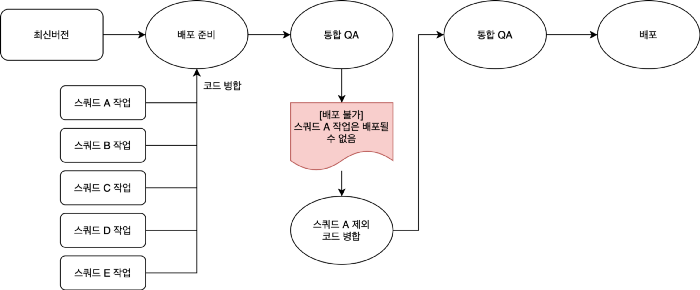 최신버전
배포 준비
통합 QA
통합 QA
배포
코드 병합
스쿼드 A 작업
스쿼드 B 작업
스쿼드 C 작업
스쿼드 D 작업
스쿼드 E 작업
[배포 불가]
스쿼드 A 작업은 배포될
수 없음
스쿼드 A 제외
코드 병합